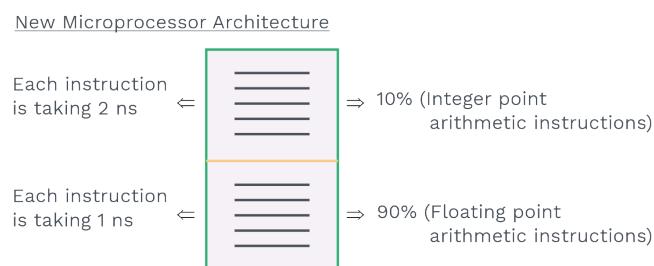 New Microprocessor Architecture
Each instruction
is taking 2 ns
⇐
⇒ 10% (Integer point
arithmetic instructions)
Each instruction
is taking 1 ns
⇐
⇒ 90% (Floating point
arithmetic instructions)